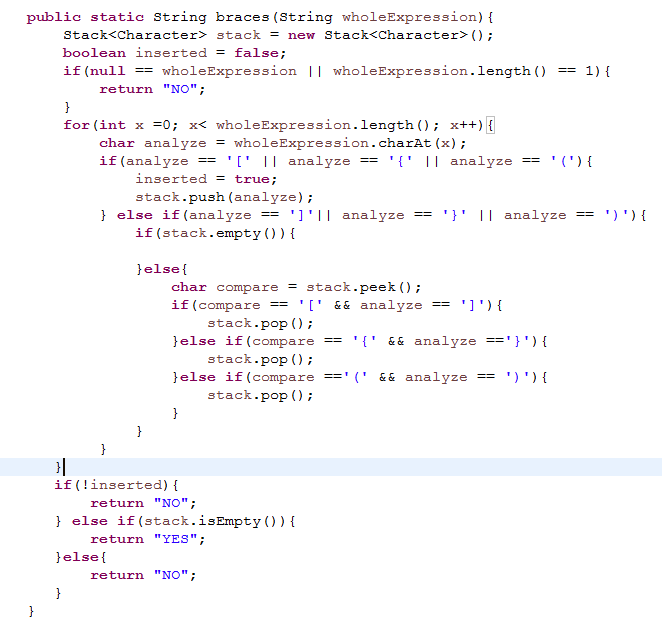 public static String braces(String wholeExpression){
    Stack<Character> stack = new Stack<Character>();
    boolean inserted = false;
    if(null == wholeExpression || wholeExpression.length() == 1){
        return "NO";
    }
    for(int x =0; x< wholeExpression.length(); x++){
        char analyze = wholeExpression.charAt(x);
        if(analyze == '[' || analyze == '{' || analyze == '('){
            inserted = true;
            stack.push(analyze);
        } else if(analyze == ']'|| analyze == '}' || analyze == ')'){
            if(stack.empty()){

            }else{
                char compare = stack.peek();
                if(compare == '[' && analyze == ']'){
                    stack.pop();
                }else if(compare == '{' && analyze =='}'){
                    stack.pop();
                }else if(compare =='(' && analyze == ')'){
                    stack.pop();
                }
            }
        }
   }
   if(!inserted){
       return "NO";
   } else if(stack.isEmpty()){
       return "YES";
   }else{
       return "NO";
   }
}